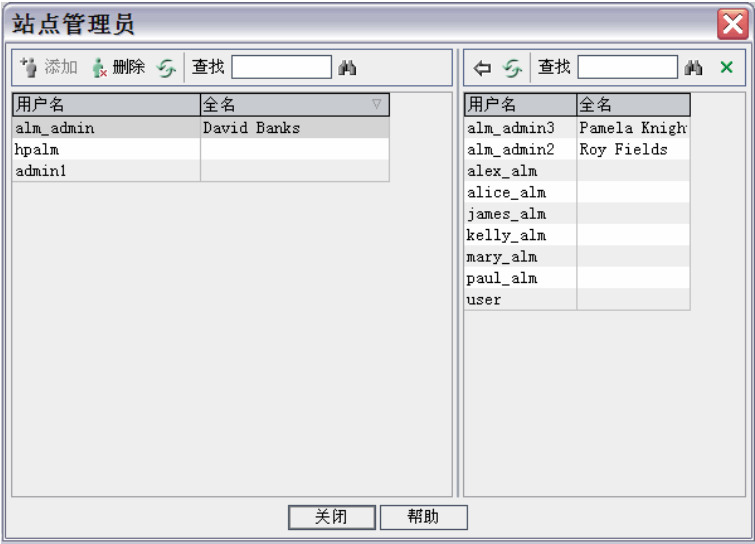 站点管理员
添加 删除 查找
查找
用户名 全名
alm_admin David Banks
hpalm
admin1
用户名 全名
alm_admin3 Pamela Knigh
alm_admin2 Roy Fields
alex_alm
alice_alm
james_alm
kelly_alm
mary_alm
paul_alm
user
关闭 帮助